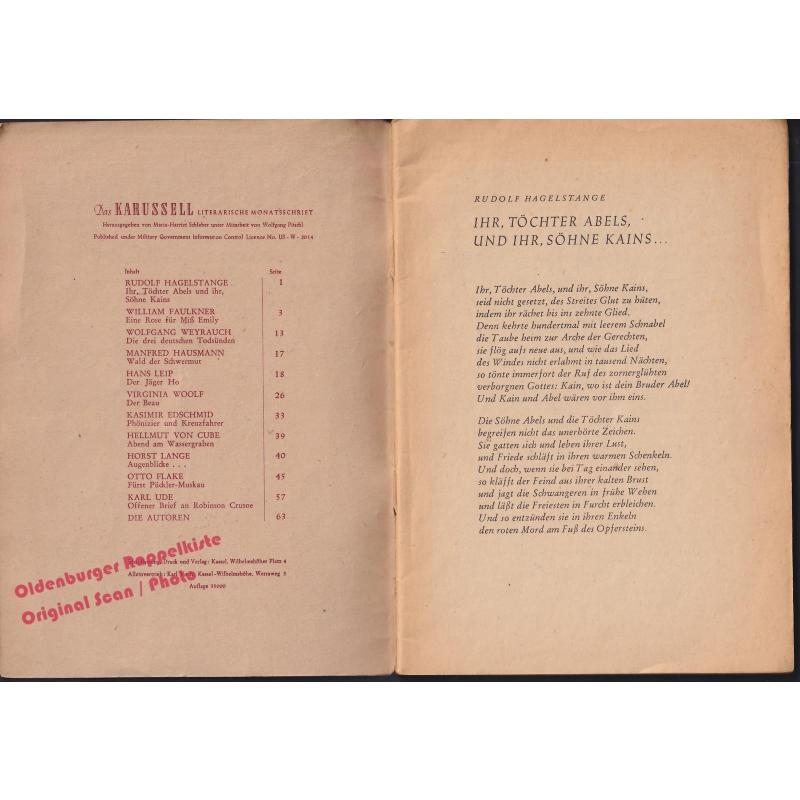 Das KARUSSELL LITERARISCHE MONATSSCHRIFT
Herausgegeben von Maria-Harriet Schleber unter Mitarbeit von Wolfgang
Published under Military Government Information Control Licence No. US - W - 2014
Inhalt Seite
RUDOLF HAGELSTANGE 1
Ihr, Töchter Abels und ihr,
Söhne Kains
WILLIAM FAULKNER 3
Eine Rose für Miß Emily
WOLFGANG WEYRAUCH 13
Die drei deutschen Todsünden
MANFRED HAUSMANN 17
Wald der Schwermut
HANS LEIP 18
Der Jäger Ho
VIRGINIA WOOLF 26
Der Beau
KASIMIR EDSCHMID 33
Phönizier und Kreuzfahrer
HELLMUT VON CUBE 39
Abend am Wassergraben
HORST LANGE 40
Augenblicke . . .
OTTO FLAKE 45
Fürst Pückler-Muskau
KARL UDE 57
Offener Brief an Robinson Crusoe
DIE AUTOREN 63
Druck und Verlag: Kassel, Wilhelmshöher Platz 4
Kassel-Wilhelmshöhe, Werraweg 5
Auflage 35000
Oldenburger Rappelkiste
Original Scan / Photo
RUDOLF HAGELSTANGE
IHR, TÖCHTER ABELS,
UND IHR, SÖHNE KAINS...
Ihr, Töchter Abels, und ihr, Söhne Kains,
seid nicht gesetzt, des Streites Glut zu hüten,
indem ihr rächet bis ins zehnte Glied.
Denn kehrte hundertmal mit leerem Schnabel
die Taube heim zur Arche der Gerechten,
sie flög aufs neue aus, und wie das Lied
des Windes nicht erlahmt in tausend Nächten,
so tönte immerfort der Ruf des zornerglühten
verborgnen Gottes: Kain, wo ist dein Bruder Abel!
Und Kain und Abel wären vor ihm eins.
Die Söhne Abels und die Töchter Kains
begreifen nicht das unerhörte Zeichen.
Sie gatten sich und leben ihrer Lust,
und Friede schläft in ihren warmen Schenkeln.
Und doch, wenn sie bei Tag einander sehen,
so kläfft der Feind aus ihrer kalten Brust
und jagt die Schwangeren in frühe Wehen
und läßt die Freiesten in Furcht erbleichen.
Und so entzünden sie in ihren Enkeln
den roten Mord am Fuß des Opfersteins.